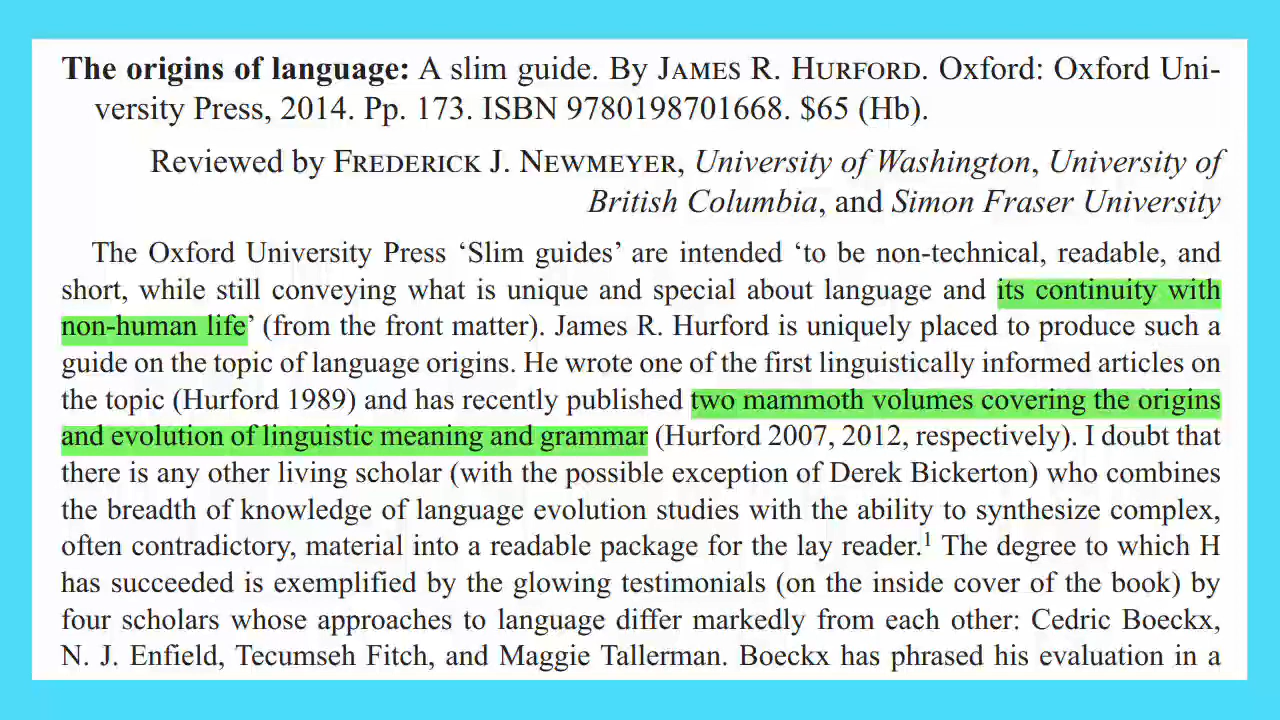 The origins of language: A slim guide. By JAMES R. HURFORD. Oxford: Oxford Uni-
versity Press, 2014. Pp. 173. ISBN 9780198701668. $65 (Hb).
Reviewed by FREDERICK J. NEWMEYER, University of Washington, University of
British Columbia, and Simon Fraser University
The Oxford University Press ‘Slim guides’ are intended ‘to be non-technical, readable, and
short, while still conveying what is unique and special about language and its continuity with
non-human life’ (from the front matter). James R. Hurford is uniquely placed to produce such a
guide on the topic of language origins. He wrote one of the first linguistically informed articles on
the topic (Hurford 1989) and has recently published two mammoth volumes covering the origins
and evolution of linguistic meaning and grammar (Hurford 2007, 2012, respectively). I doubt that
there is any other living scholar (with the possible exception of Derek Bickerton) who combines
the breadth of knowledge of language evolution studies with the ability to synthesize complex,
often contradictory, material into a readable package for the lay reader.¹ The degree to which H
has succeeded is exemplified by the glowing testimonials (on the inside cover of the book) by
four scholars whose approaches to language differ markedly from each other: Cedric Boeckx,
N. J. Enfield, Tecumseh Fitch, and Maggie Tallerman. Boeckx has phrased his evaluation in a